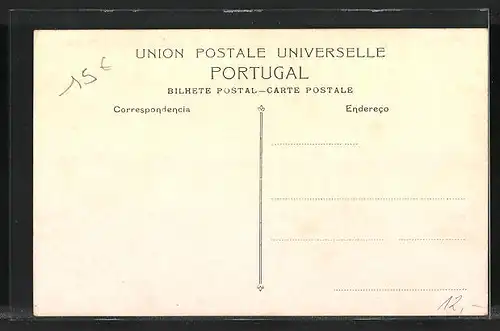 15€
UNION POSTALE UNIVERSELLE
PORTUGAL
BILHETE POSTAL—CARTE POSTALE
Correspondencia
Endereço
12,-